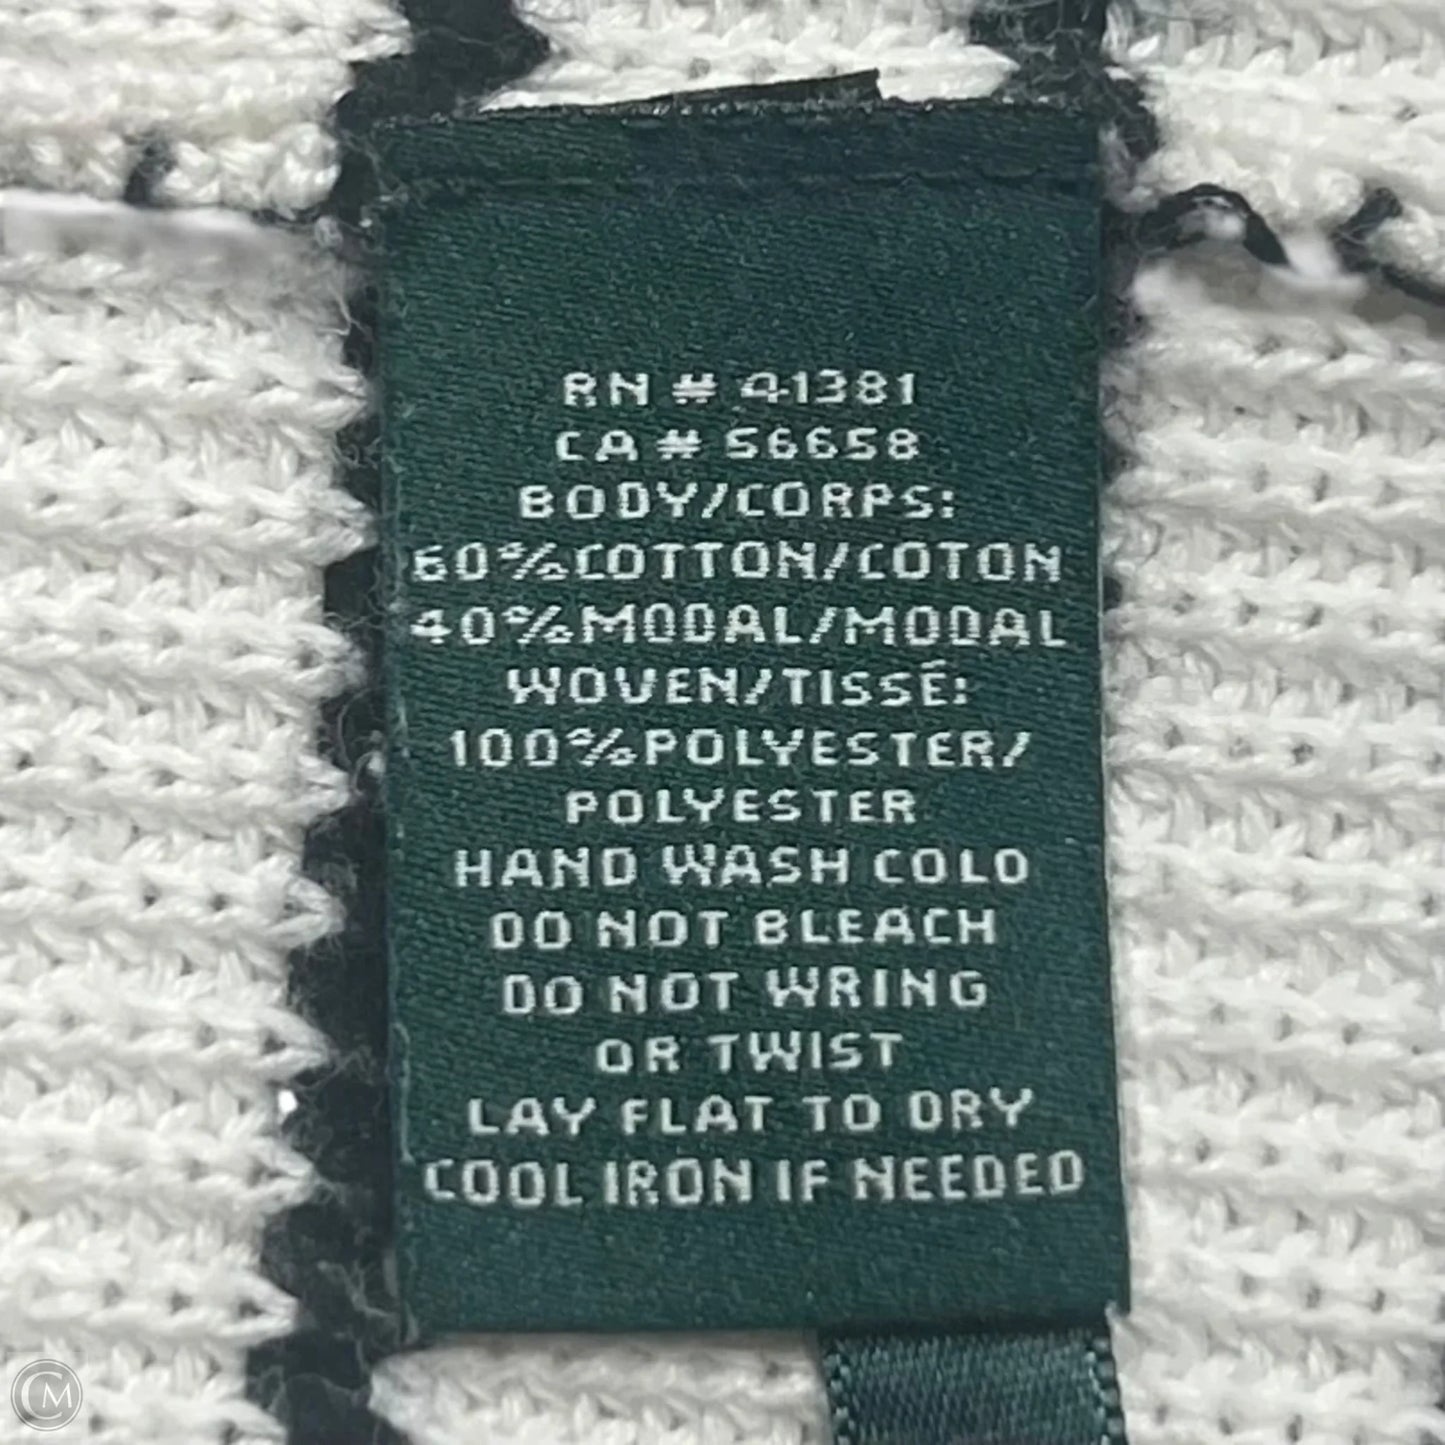 RN # 41381
CA # 56658
BODY/CORPS:
60%COTTON/COTON
40%MODAL/MODAL
WOVEN/TISSÉ:
100%POLYESTER/
POLYESTER
HAND WASH COLD
DO NOT BLEACH
DO NOT WRING
OR TWIST
LAY FLAT TO DRY
COOL IRON IF NEEDED
CM